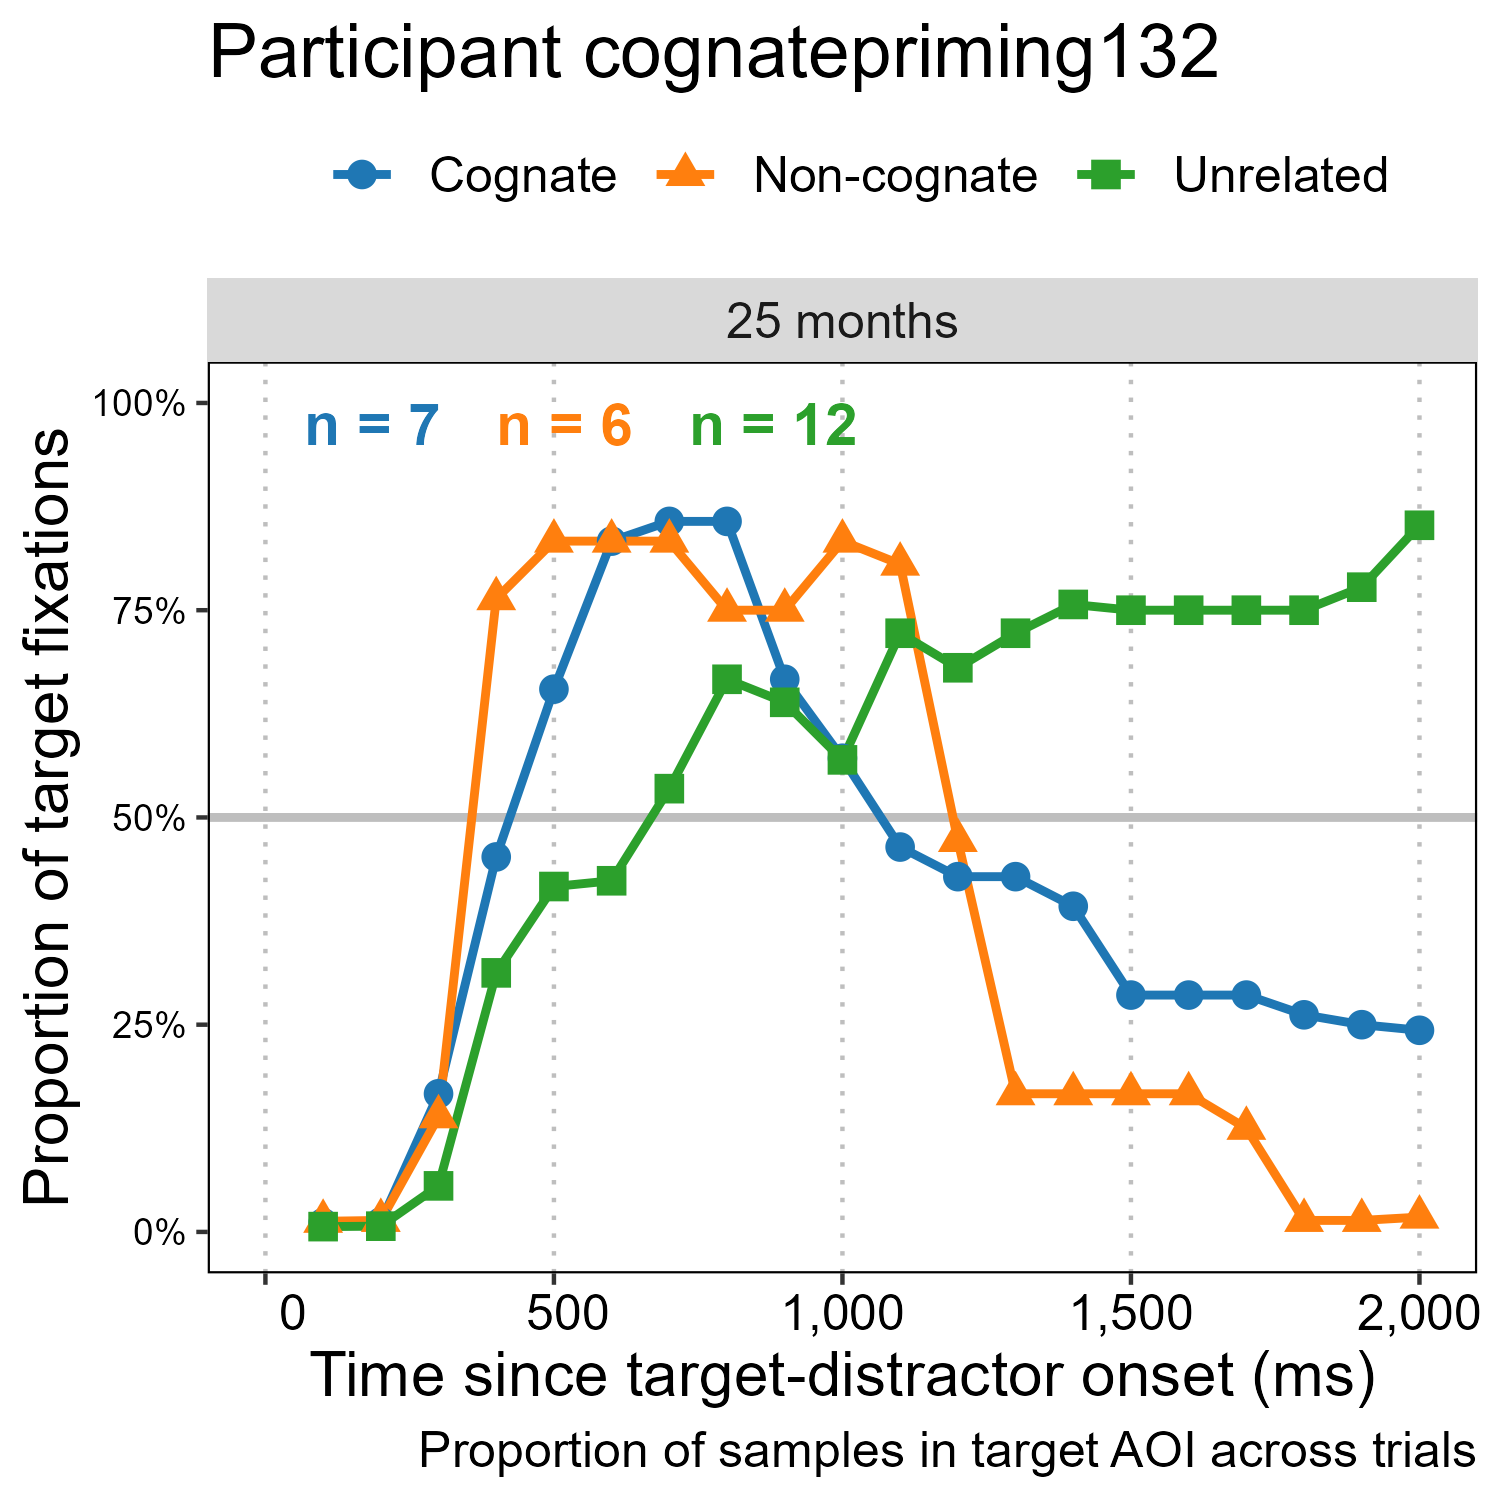 Participant cognatepriming132
Cognate Non-cognate Unrelated
25 months
n = 7 n = 6 n = 12
100%
75%
50%
25%
0%
Proportion of target fixations
0 500 1,000 1,500 2,000
Time since target-distractor onset (ms)
Proportion of samples in target AOI across trials